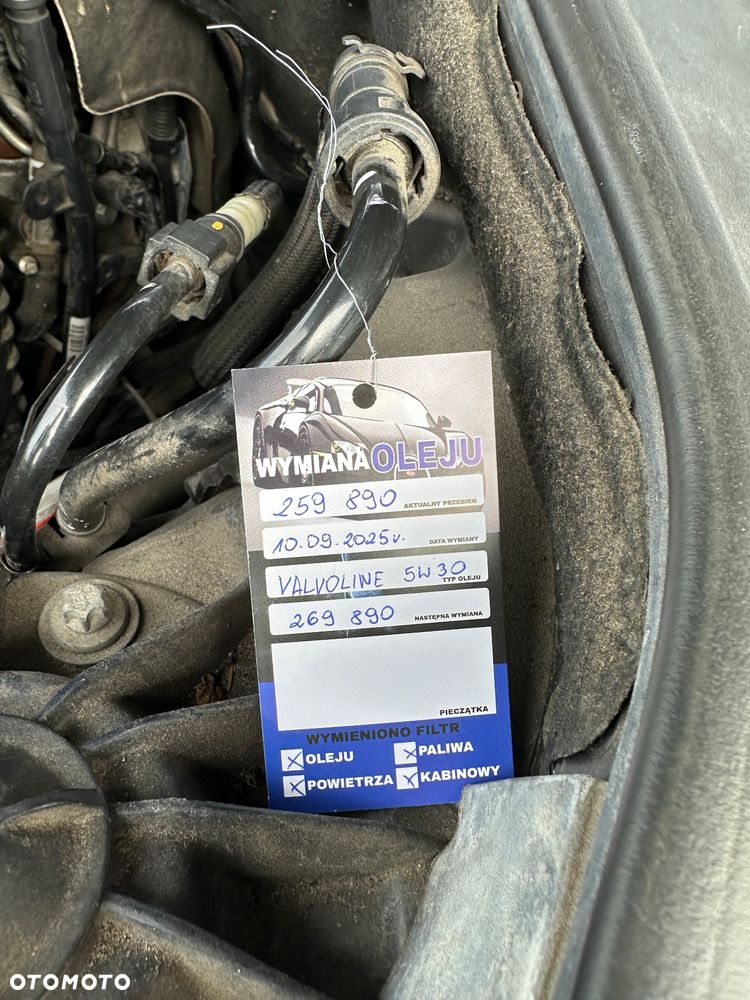 WYMIANA OLEJU
259 890 AKTUALNY PRZEBIEG
10.09.2025r. DATA WYMIANY
VALVOLINE 5W30 TYP OLEJU
269 890 NASTĘPNA WYMIANA
PIECZĄTKA
WYMIENIONO FILTR
x OLEJU x PALIWA
x POWIETRZA x KABINOWY
OTOMOTO